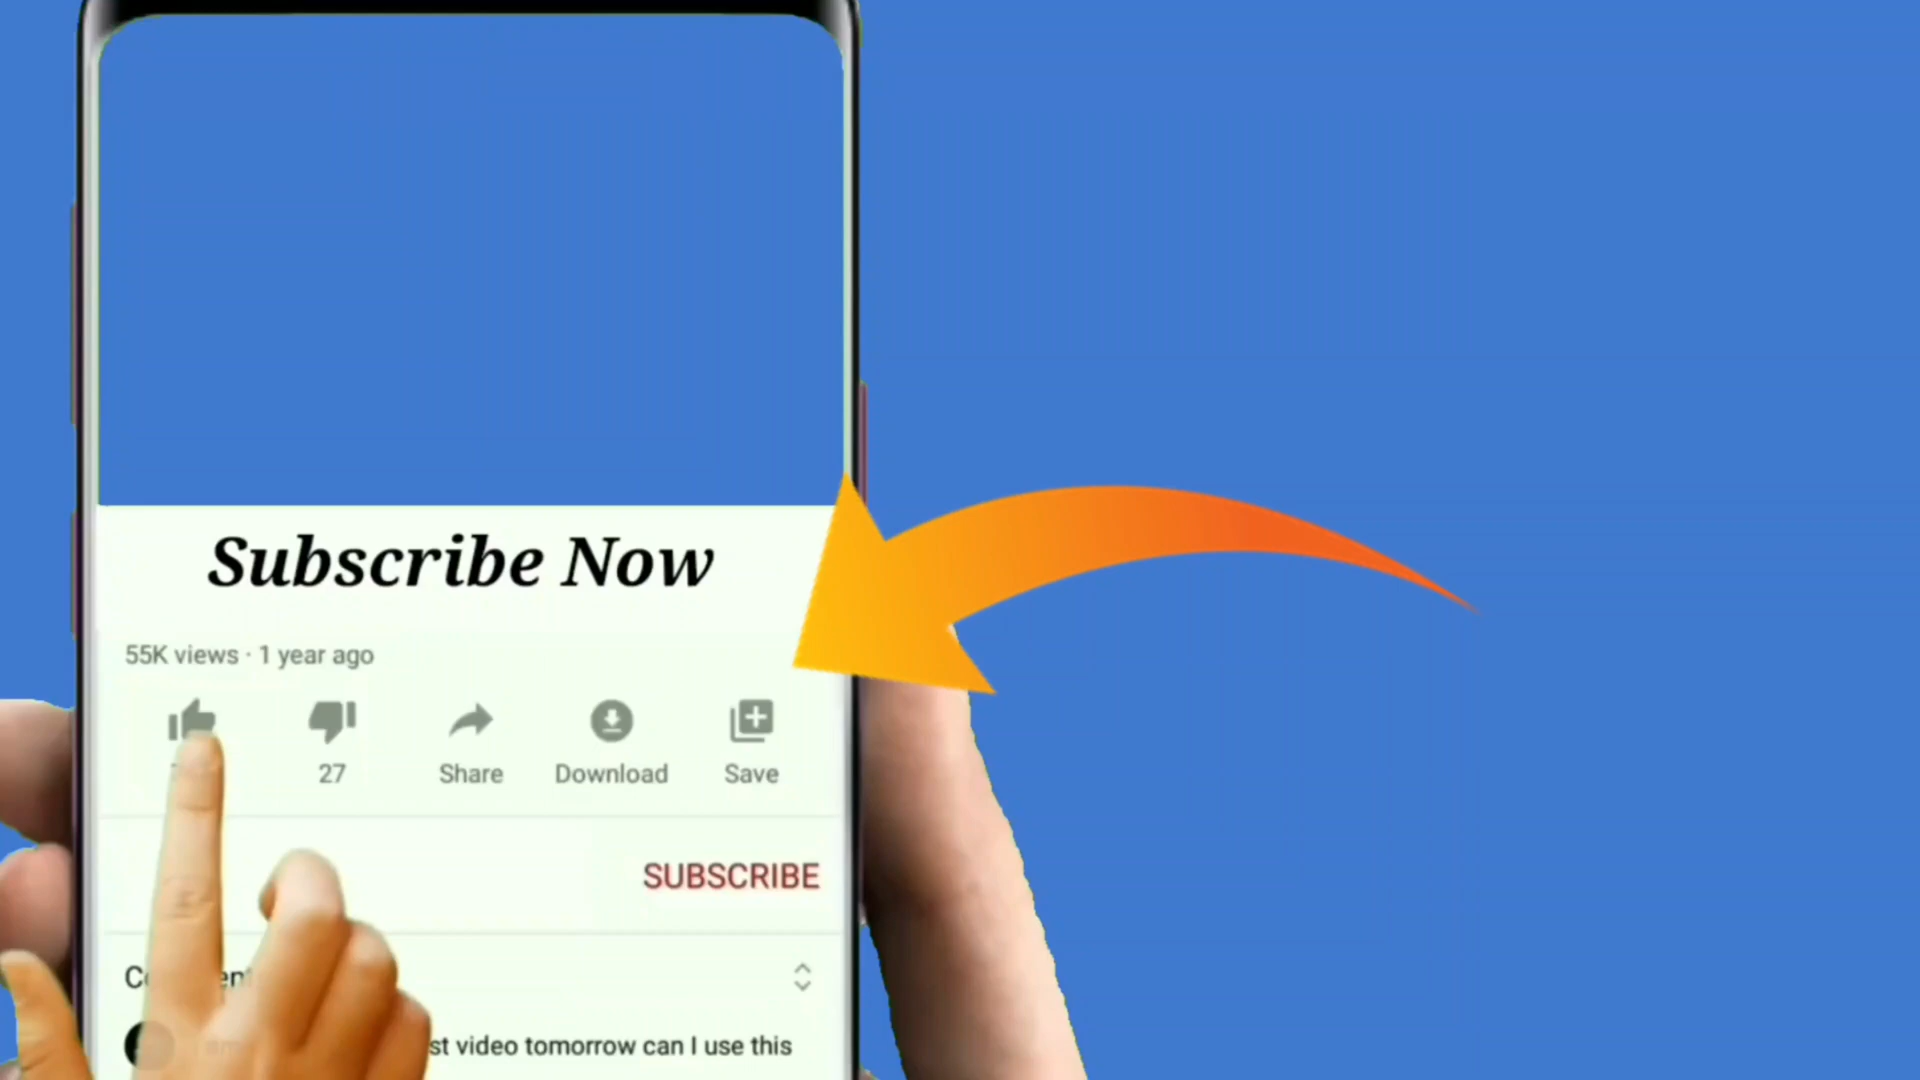 Subscribe Now
55K views · 1 year ago
27 Share Download Save
SUBSCRIBE
st video tomorrow can I use this